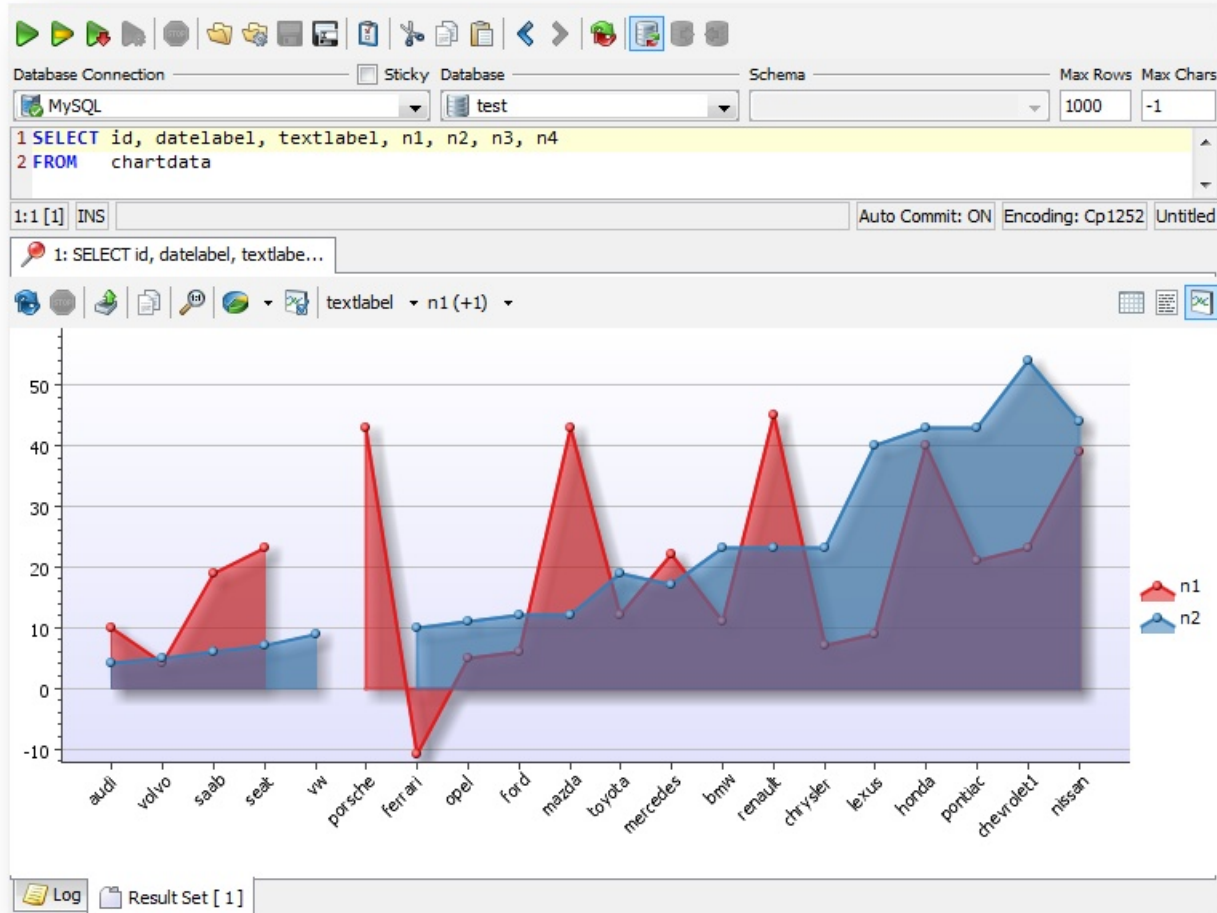 Database Connection Sticky Database Schema Max Rows Max Chars
MySQL test 1000 -1
1 SELECT id, datelabel, textlabel, n1, n2, n3, n4
2 FROM chartdata
1:1 [1] INS Auto Commit: ON Encoding: Cp1252 Untitled
1: SELECT id, datelabel, textlabe...
STOP textlabel n1 (+1)
50
40
30
20
10
0
-10
n1
n2
audi volvo saab seat vw porsche ferrari opel ford mazda toyota mercedes bmw renault chrysler lexus honda pontiac chevrolet1 nissan
Log Result Set [ 1 ]